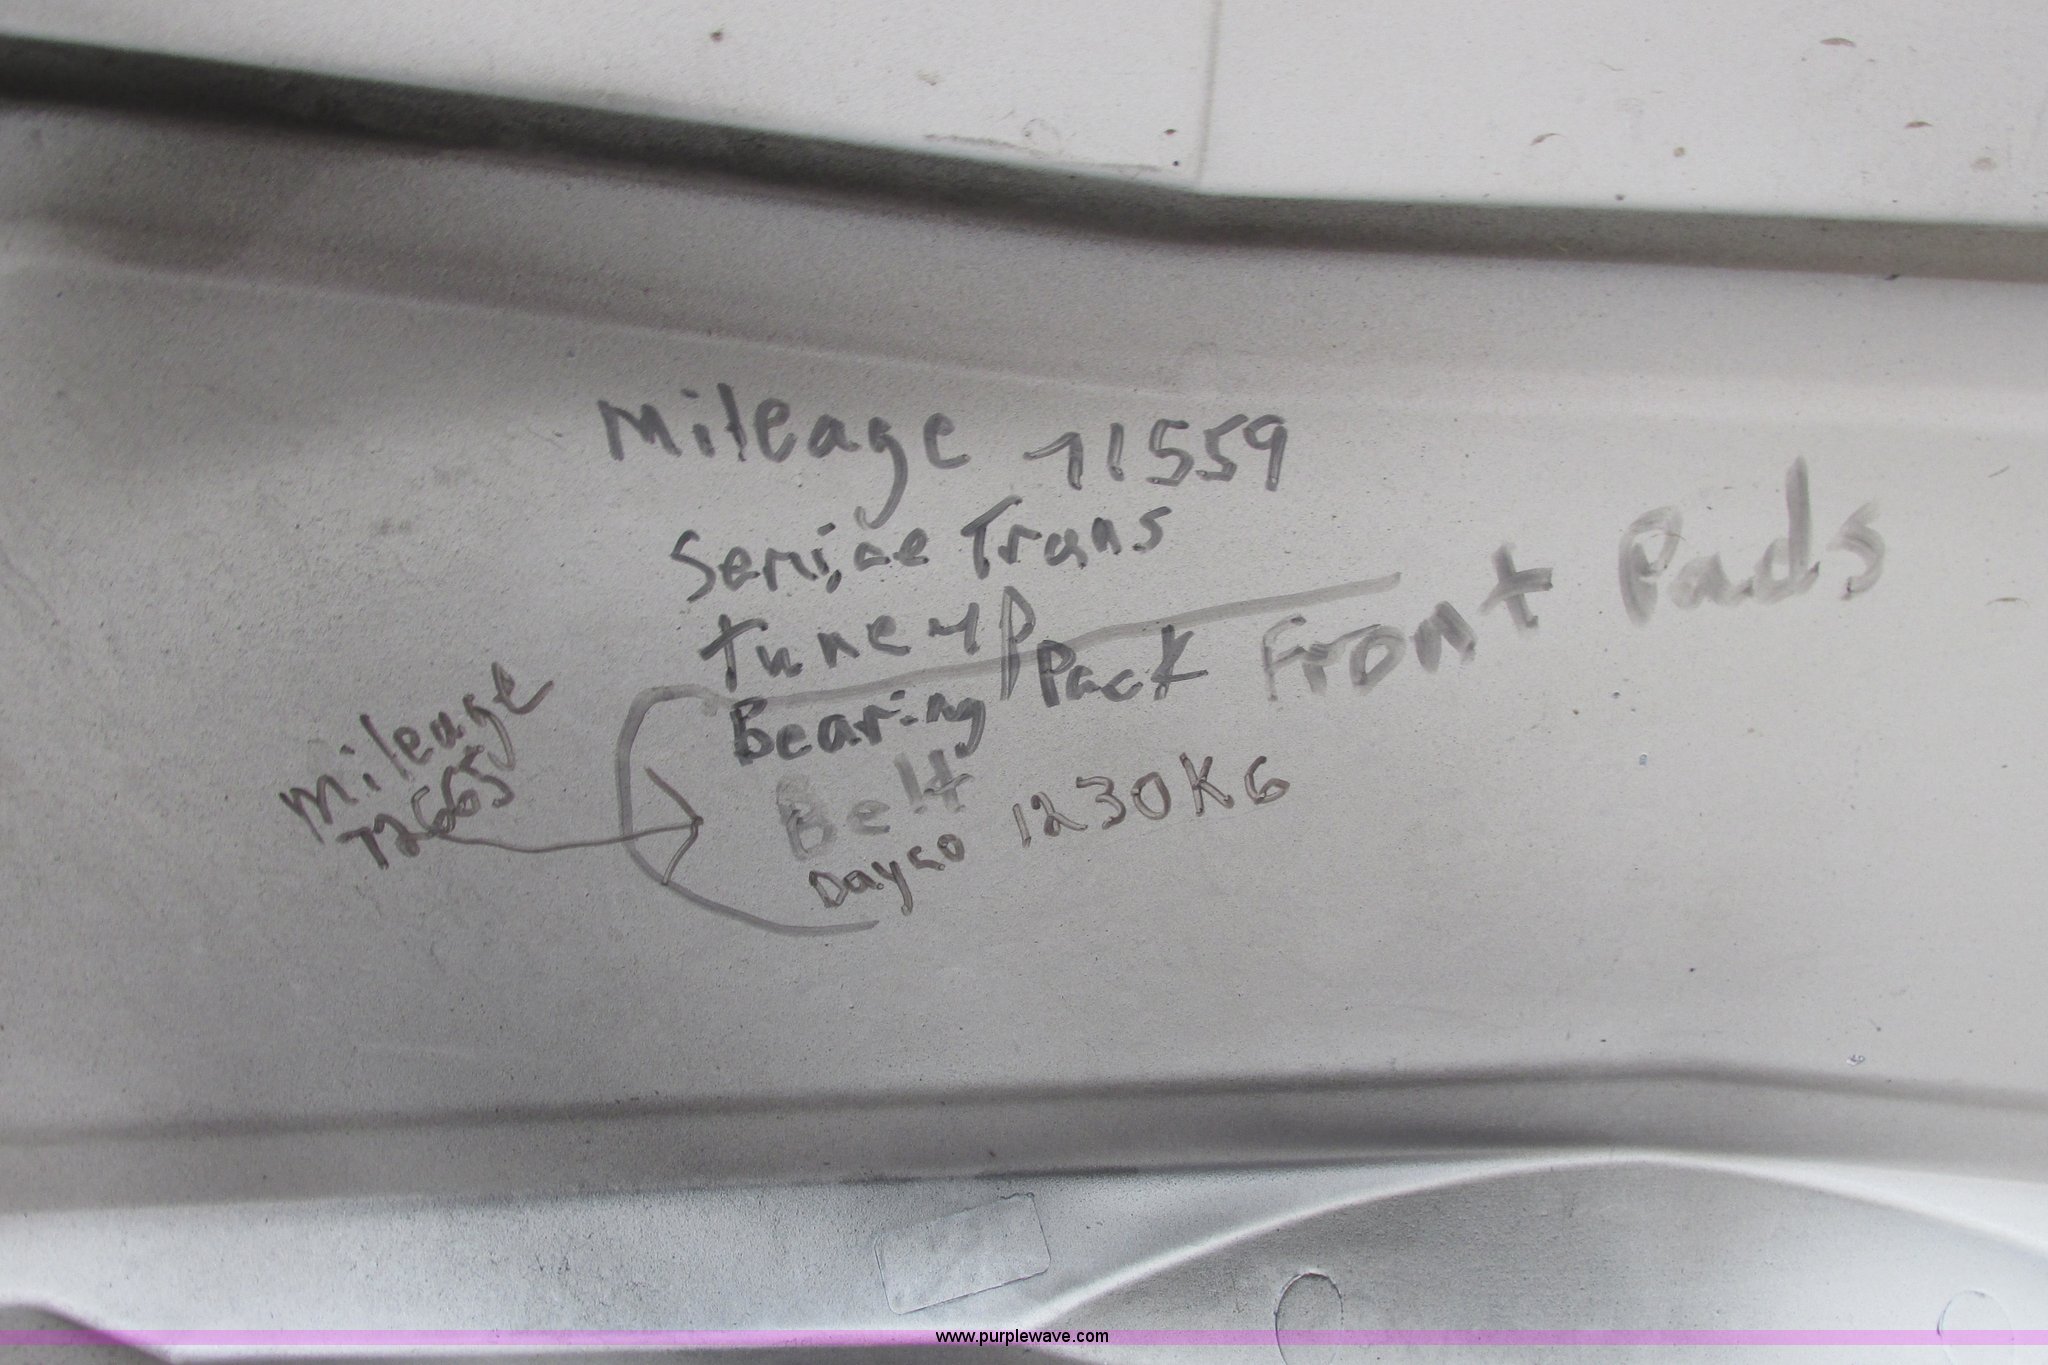 Mileage 71559
Service Trans
tune up
Bearing Pack Front Pads
Belt
Dayco 1230K6
Mileage
72665
www.purplewave.com